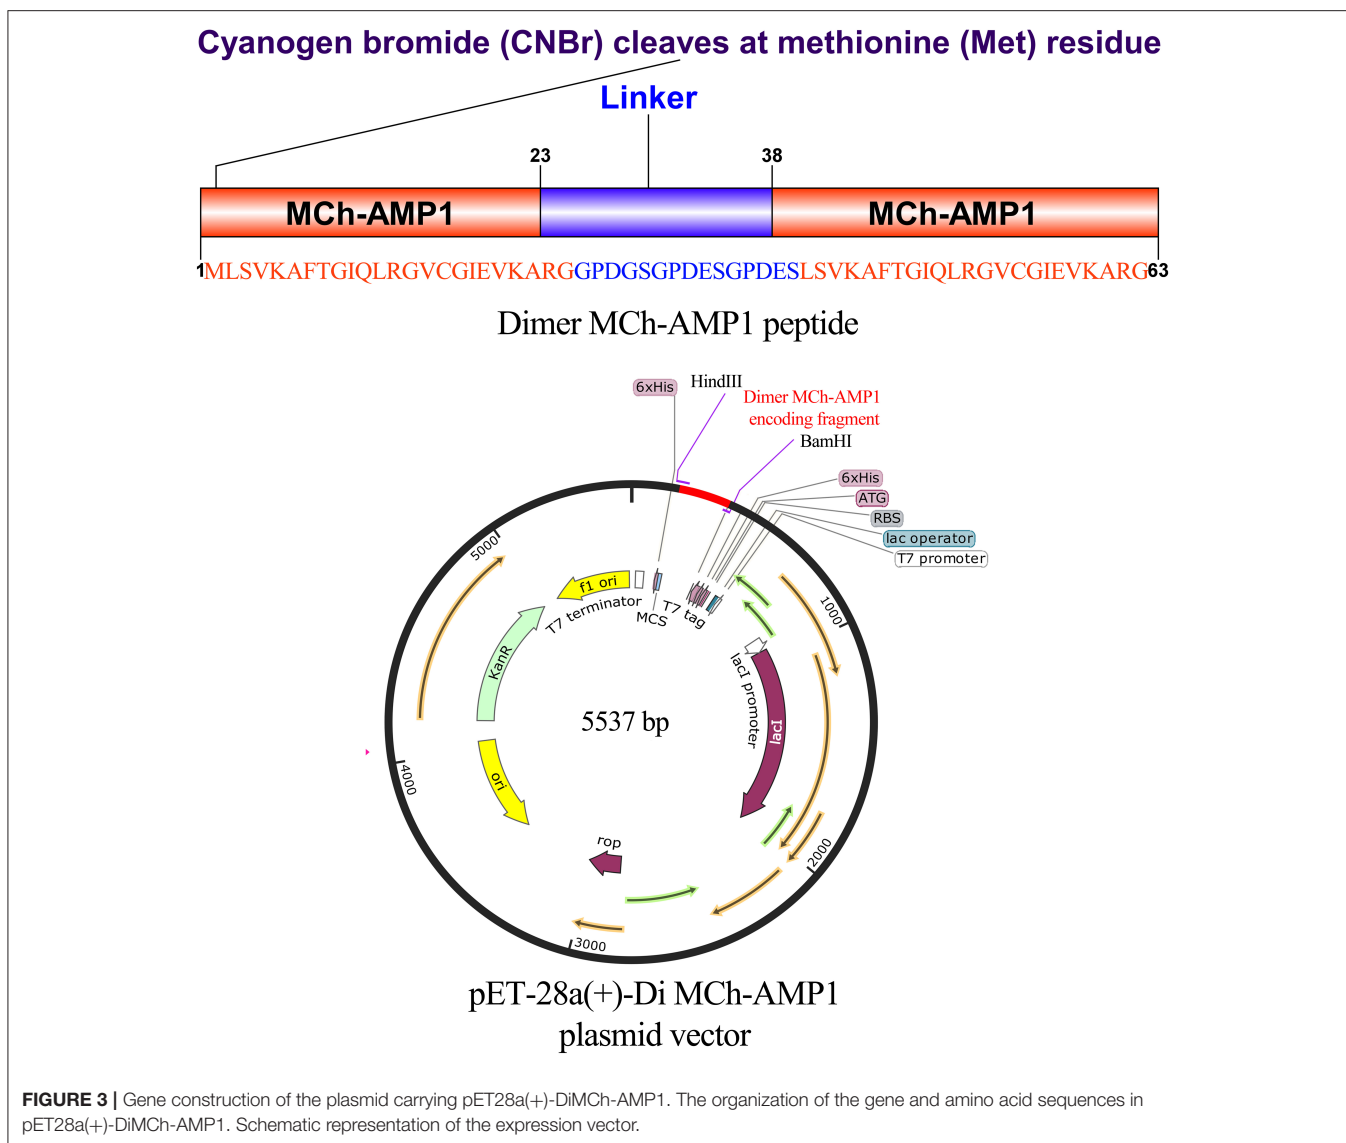 Cyanogen bromide (CNBr) cleaves at methionine (Met) residue
Linker
23
38
MCh-AMP1
MCh-AMP1
1MLSVKAFTGIQLRGVCGIEVKARGGPDGSGPDESGPDESLSVKAFTGIQLRGVCGIEVKARG63
Dimer MCh-AMP1 peptide
6xHis
HindIII
Dimer MCh-AMP1
encoding fragment
BamHI
6xHis
ATG
RBS
lac operator
T7 promoter
5000
f1 ori
T7 terminator
MCS
T7 tag
1000
KanR
lacI promoter
lacI
5537 bp
4000
ori
rop
2000
3000
pET-28a(+)-Di MCh-AMP1
plasmid vector
FIGURE 3 | Gene construction of the plasmid carrying pET28a(+)-DiMCh-AMP1. The organization of the gene and amino acid sequences in
pET28a(+)-DiMCh-AMP1. Schematic representation of the expression vector.